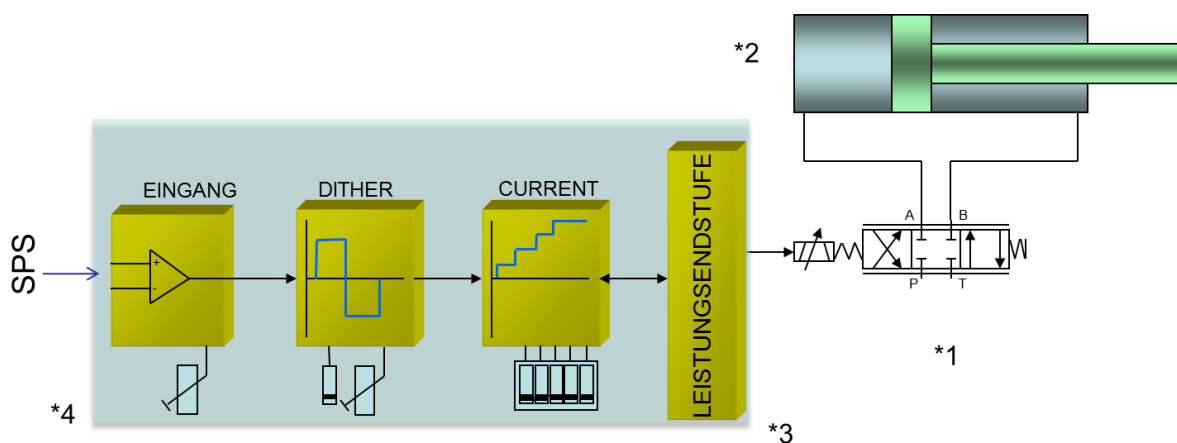 *2
EINGANG
DITHER
CURRENT
LEISTUNGSENDSTUFE
SPS
+
-
A
B
P
T
*1
*4
*3